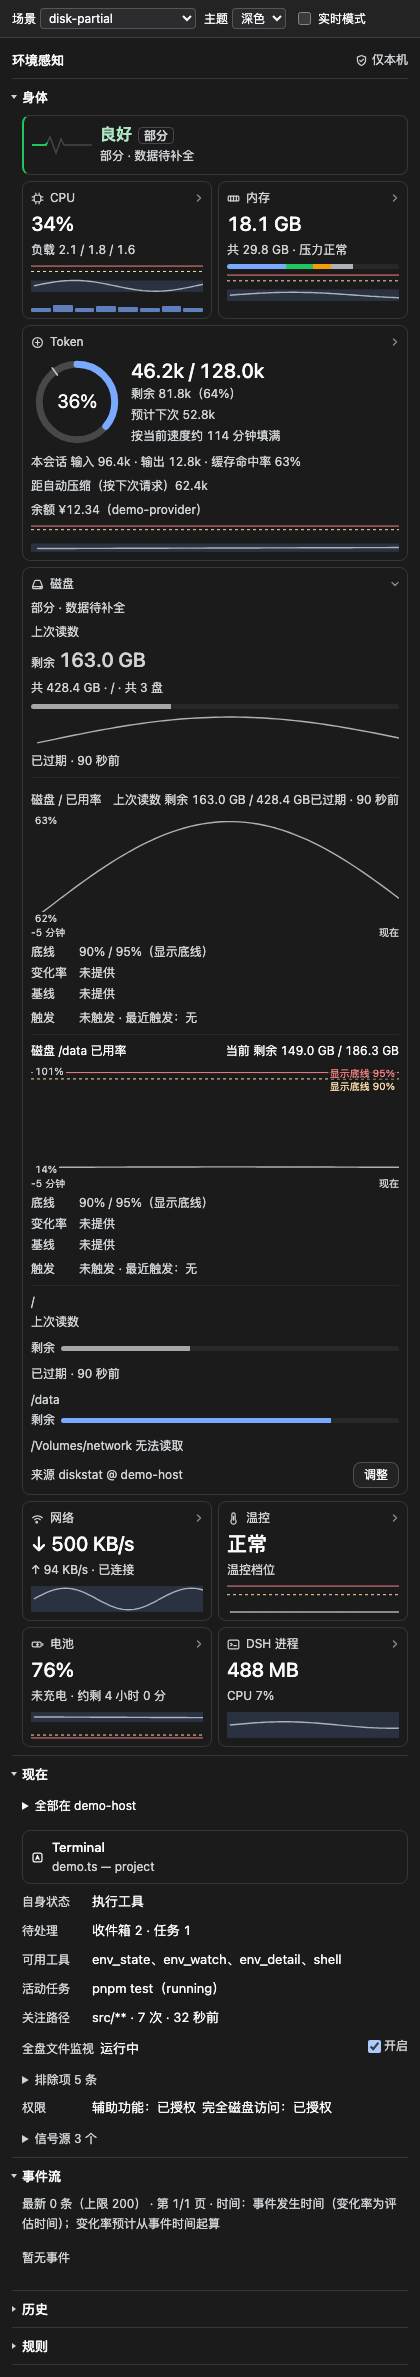 场景 disk-partial 主题 深色 实时模式
环境感知 仅本机
身体
良好 部分
部分 · 数据待补全
CPU
34%
负载 2.1 / 1.8 / 1.6
内存
18.1 GB
共 29.8 GB · 压力正常
Token
36%
46.2k / 128.0k
剩余 81.8k（64%）
预计下次 52.8k
按当前速度约 114 分钟填满
本会话 输入 96.4k · 输出 12.8k · 缓存命中率 63%
距自动压缩（按下次请求）62.4k
余额 ¥12.34（demo-provider）
磁盘
部分 · 数据待补全
上次读数
剩余 163.0 GB
共 428.4 GB · / · 共 3 盘
已过期 · 90 秒前
磁盘 / 已用率 上次读数 剩余 163.0 GB / 428.4 GB已过期 · 90 秒前
63%
62%
-5 分钟 现在
底线 90% / 95%（显示底线）
变化率 未提供
基线 未提供
触发 未触发 · 最近触发：无
磁盘 /data 已用率 当前 剩余 149.0 GB / 186.3 GB
101% 显示底线 95%
显示底线 90%
14%
-5 分钟 现在
底线 90% / 95%（显示底线）
变化率 未提供
基线 未提供
触发 未触发 · 最近触发：无
/
上次读数
剩余
已过期 · 90 秒前
/data
剩余
/Volumes/network 无法读取
来源 diskstat @ demo-host 调整
网络
↓ 500 KB/s
↑ 94 KB/s · 已连接
温控
正常
温控档位
电池
76%
未充电 · 约剩 4 小时 0 分
DSH 进程
488 MB
CPU 7%
现在
全部在 demo-host
Terminal
demo.ts — project
自身状态 执行工具
待处理 收件箱 2 · 任务 1
可用工具 env_state、env_watch、env_detail、shell
活动任务 pnpm test（running）
关注路径 src/** · 7 次 · 32 秒前
全盘文件监视 运行中 开启
排除项 5 条
权限 辅助功能：已授权 完全磁盘访问：已授权
信号源 3 个
事件流
最新 0 条（上限 200） · 第 1/1 页 · 时间：事件发生时间（变化率为评
估时间）；变化率预计从事件时间起算
暂无事件
历史
规则